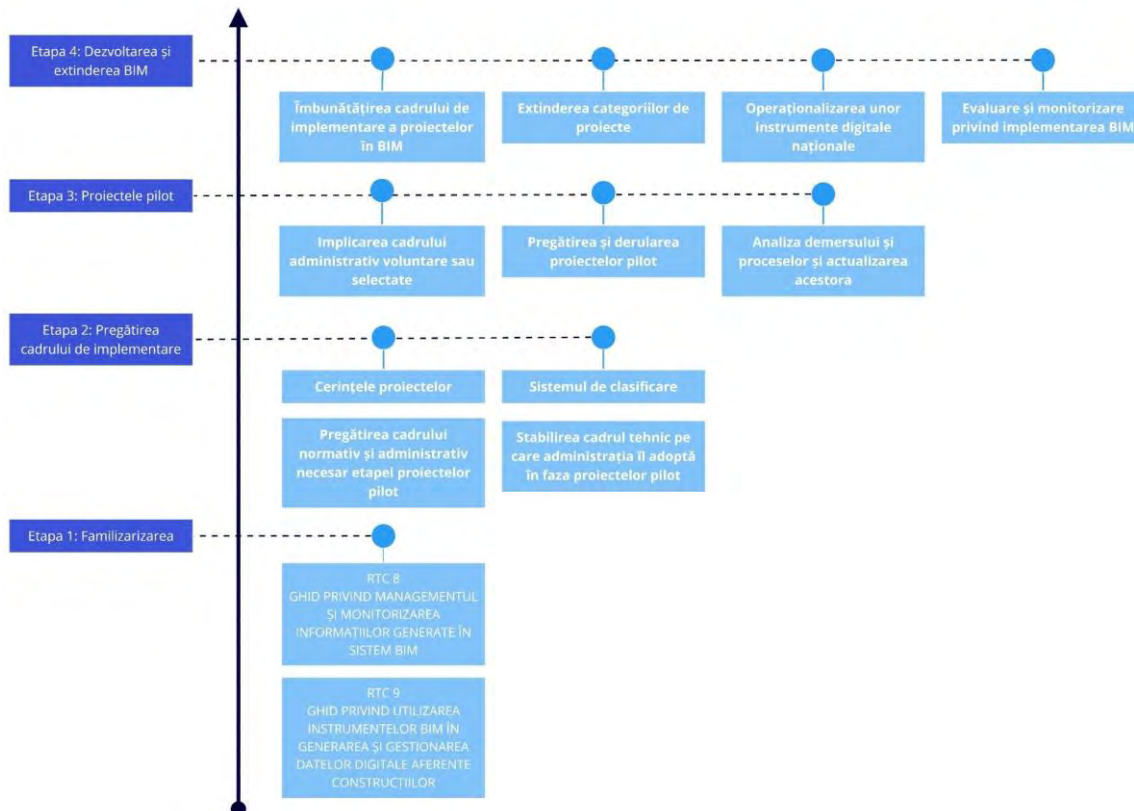 Etapa 4: Dezvoltarea și
extinderea BIM
Îmbunătățirea cadrului de
implementare a proiectelor
în BIM
Extinderea categoriilor de
proiecte
Operaționalizarea unor
instrumente digitale
naționale
Evaluare și monitorizare
privind implementarea BIM
Etapa 3: Proiectele pilot
Implicarea cadrului
administrativ voluntare sau
selectate
Pregătirea și derularea
proiectelor pilot
Analiza demersului și
proceselor și actualizarea
acestora
Etapa 2: Pregătirea
cadrului de implementare
Cerințele proiectelor
Sistemul de clasificare
Pregătirea cadrului
normativ și administrativ
necesar etapei proiectelor
pilot
Stabilirea cadrul tehnic pe
care administrația îl adoptă
în faza proiectelor pilot
Etapa 1: Familizarizarea
RTC 8
GHID PRIVIND MANAGEMENTUL
ȘI MONITORIZAREA
INFORMAȚIILOR GENERATE ÎN
SISTEM BIM
RTC 9
GHID PRIVIND UTILIZAREA
INSTRUMENTELOR BIM ÎN
GENERAREA ȘI GESTIONAREA
DATELOR DIGITALE AFERENTE
CONSTRUCȚIILOR